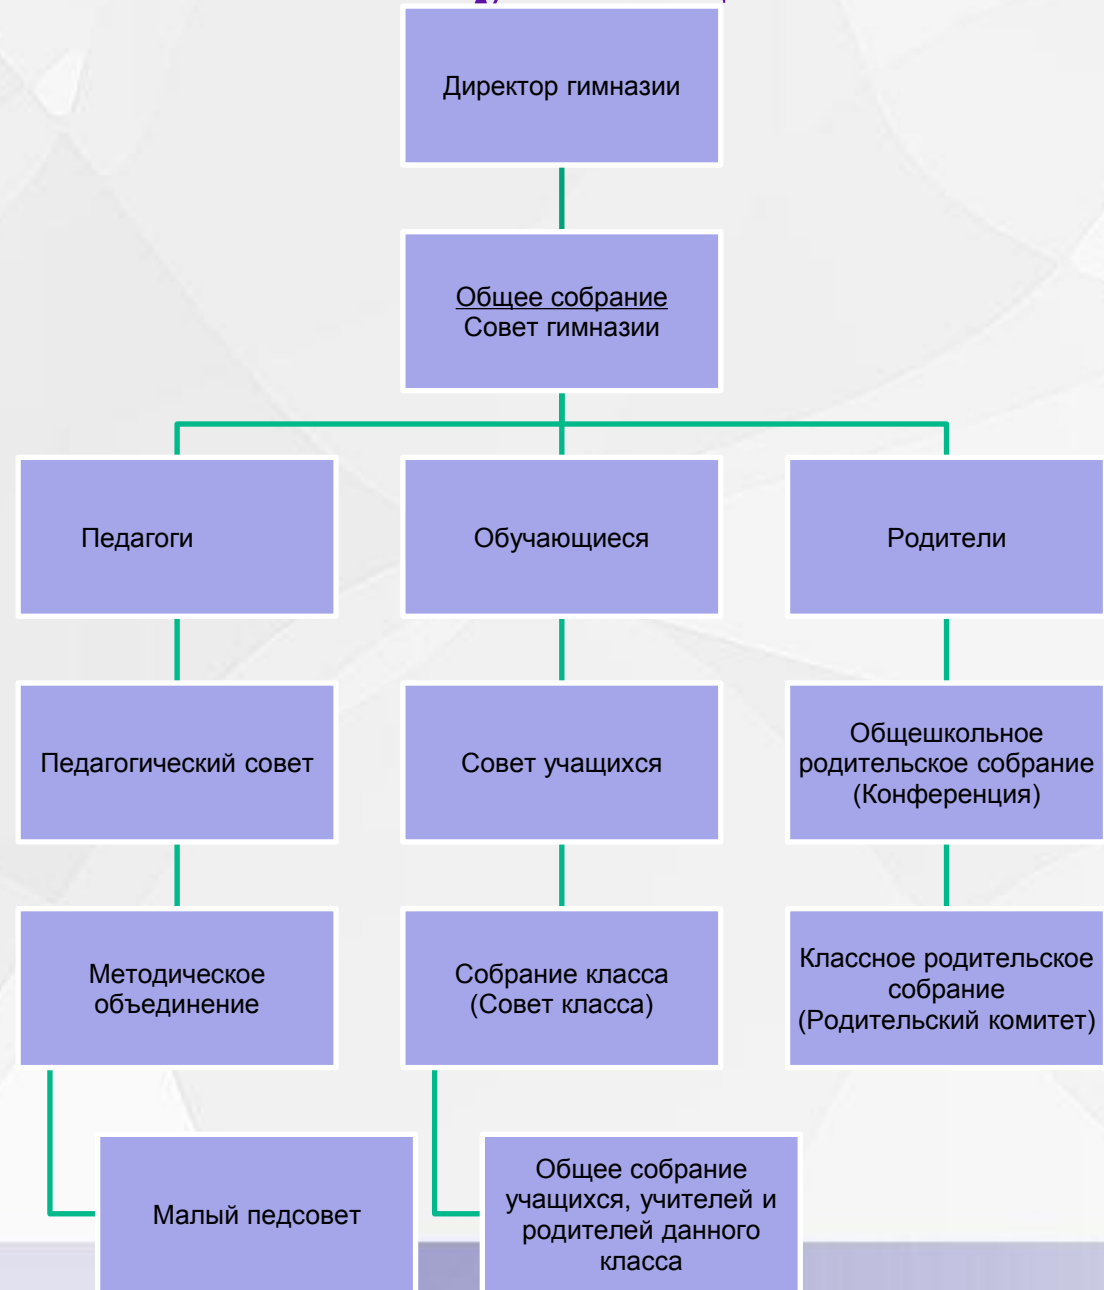 Директор гимназии
Общее собрание
Совет гимназии
Педагоги
Обучающиеся
Родители
Педагогический совет
Совет учащихся
Общешкольное
родительское собрание
(Конференция)
Методическое
объединение
Собрание класса
(Совет класса)
Классное родительское
собрание
(Родительский комитет)
Малый педсовет
Общее собрание
учащихся, учителей и
родителей данного
класса